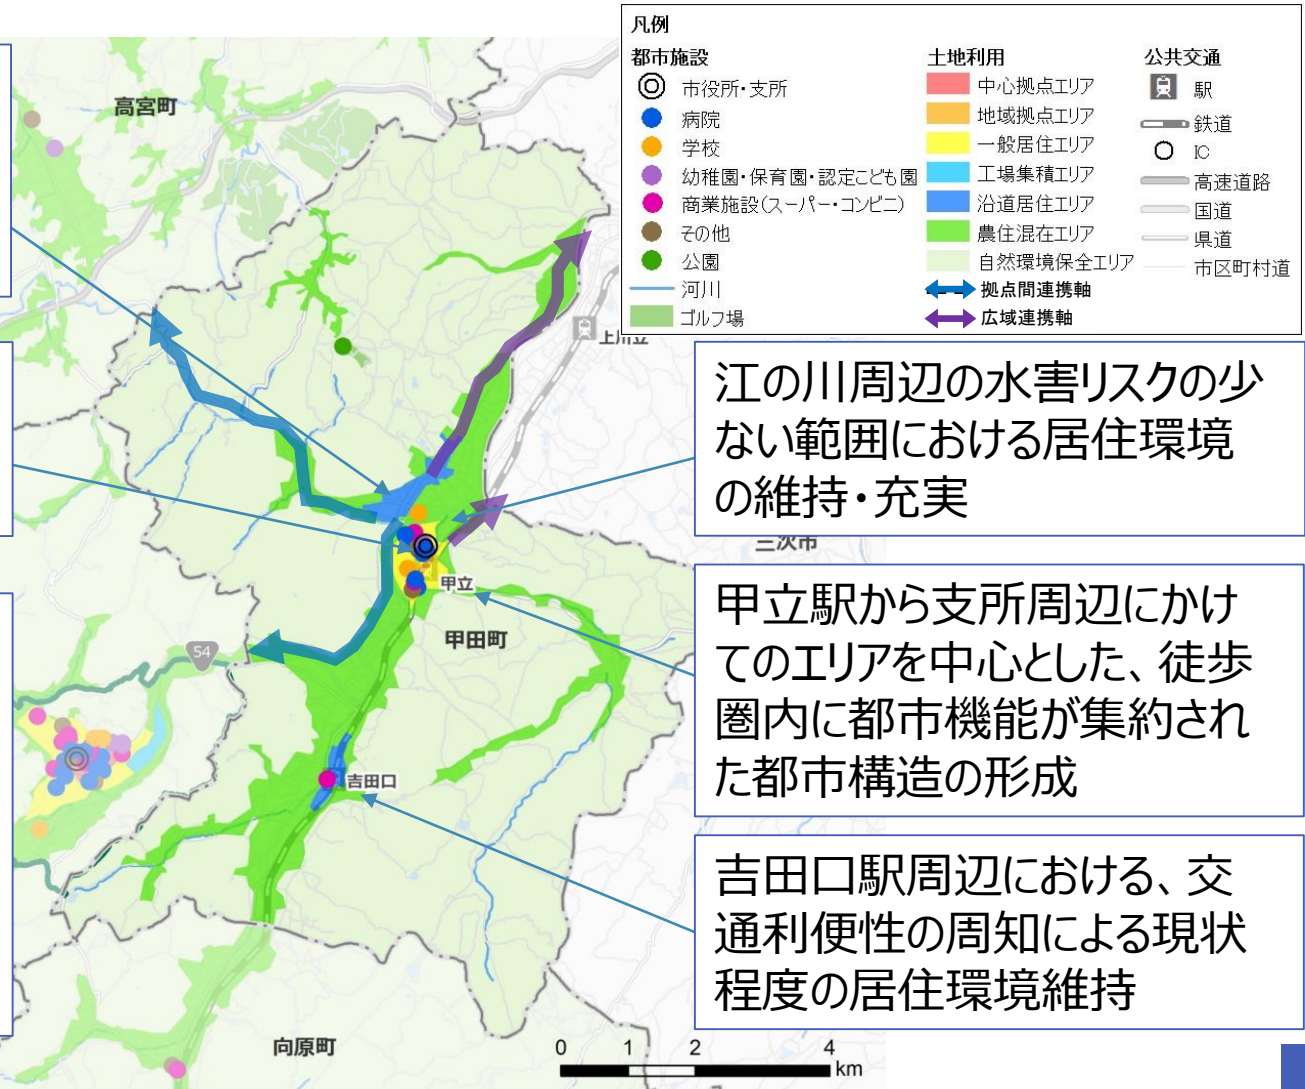 凡例
都市施設
市役所・支所
病院
学校
幼稚園・保育園・認定こども園
商業施設(スーパー・コンビニ)
その他
公園
河川
ゴルフ場
土地利用
中心拠点エリア
地域拠点エリア
一般居住エリア
工場集積エリア
沿道居住エリア
農住混在エリア
自然環境保全エリア
拠点間連携軸
広域連携軸
公共交通
駅
鉄道
IC
高速道路
国道
県道
市区町村道
高宮町
上川立
三次市
甲立
甲田町
54
吉田口
向原町
江の川周辺の水害リスクの少
ない範囲における居住環境
の維持・充実
甲立駅から支所周辺にかけ
てのエリアを中心とした、徒歩
圏内に都市機能が集約され
た都市構造の形成
吉田口駅周辺における、交
通利便性の周知による現状
程度の居住環境維持
0 1 2 4
km